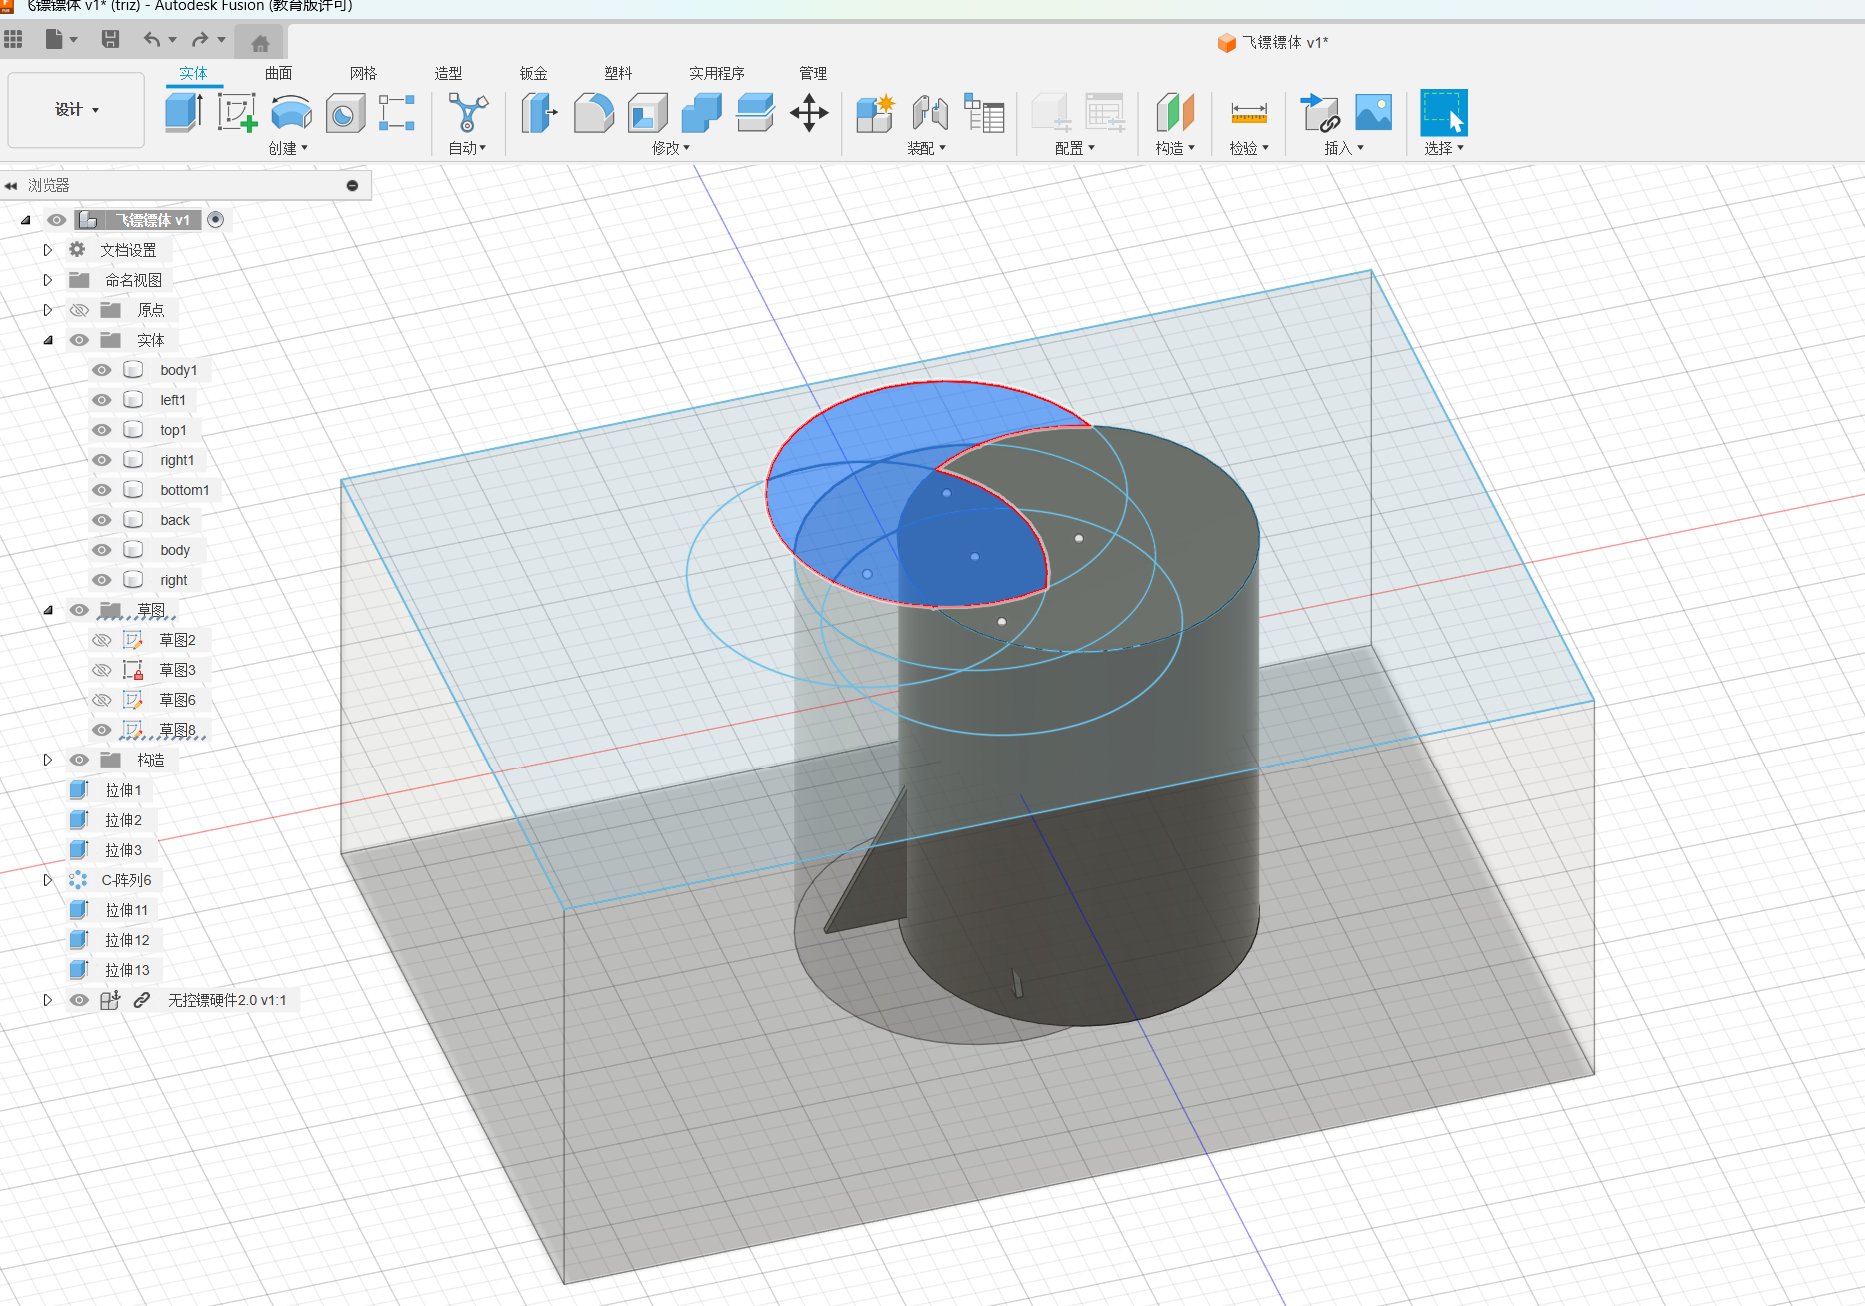 飞镖镖体 v1* (triz) - Autodesk Fusion (教育版许可)
飞镖镖体 v1*
实体 曲面 网格 造型 钣金 塑料 实用程序 管理
设计
创建 自动 修改 装配 配置 构造 检验 插入 选择
浏览器
飞镖镖体 v1
文档设置
命名视图
原点
实体
body1
left1
top1
right1
bottom1
back
body
right
草图
草图2
草图3
草图6
草图8
构造
拉伸1
拉伸2
拉伸3
C-阵列6
拉伸11
拉伸12
拉伸13
无控镖硬件2.0 v1:1